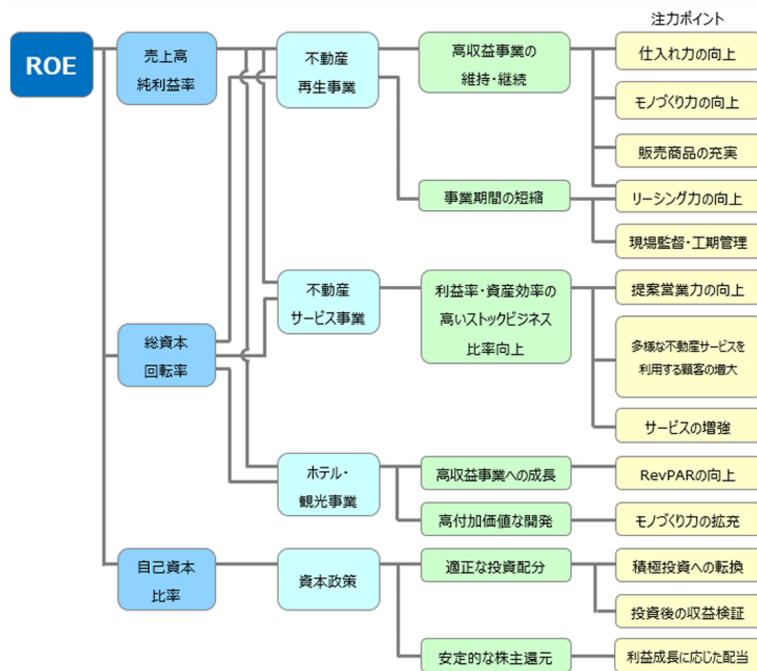 注力ポイント
ROE
売上高
純利益率
不動産
再生事業
高収益事業の
維持・継続
仕入れ力の向上
モノづくり力の向上
販売商品の充実
事業期間の短縮
リーシング力の向上
現場監督・工期管理
不動産
サービス事業
利益率・資産効率の
高いストックビジネス
比率向上
提案営業力の向上
総資本
回転率
多様な不動産サービスを
利用する顧客の増大
サービスの増強
ホテル・
観光事業
高収益事業への成長
RevPARの向上
高付加価値な開発
モノづくり力の拡充
自己資本
比率
資本政策
適正な投資配分
積極投資への転換
投資後の収益検証
安定的な株主還元
利益成長に応じた配当